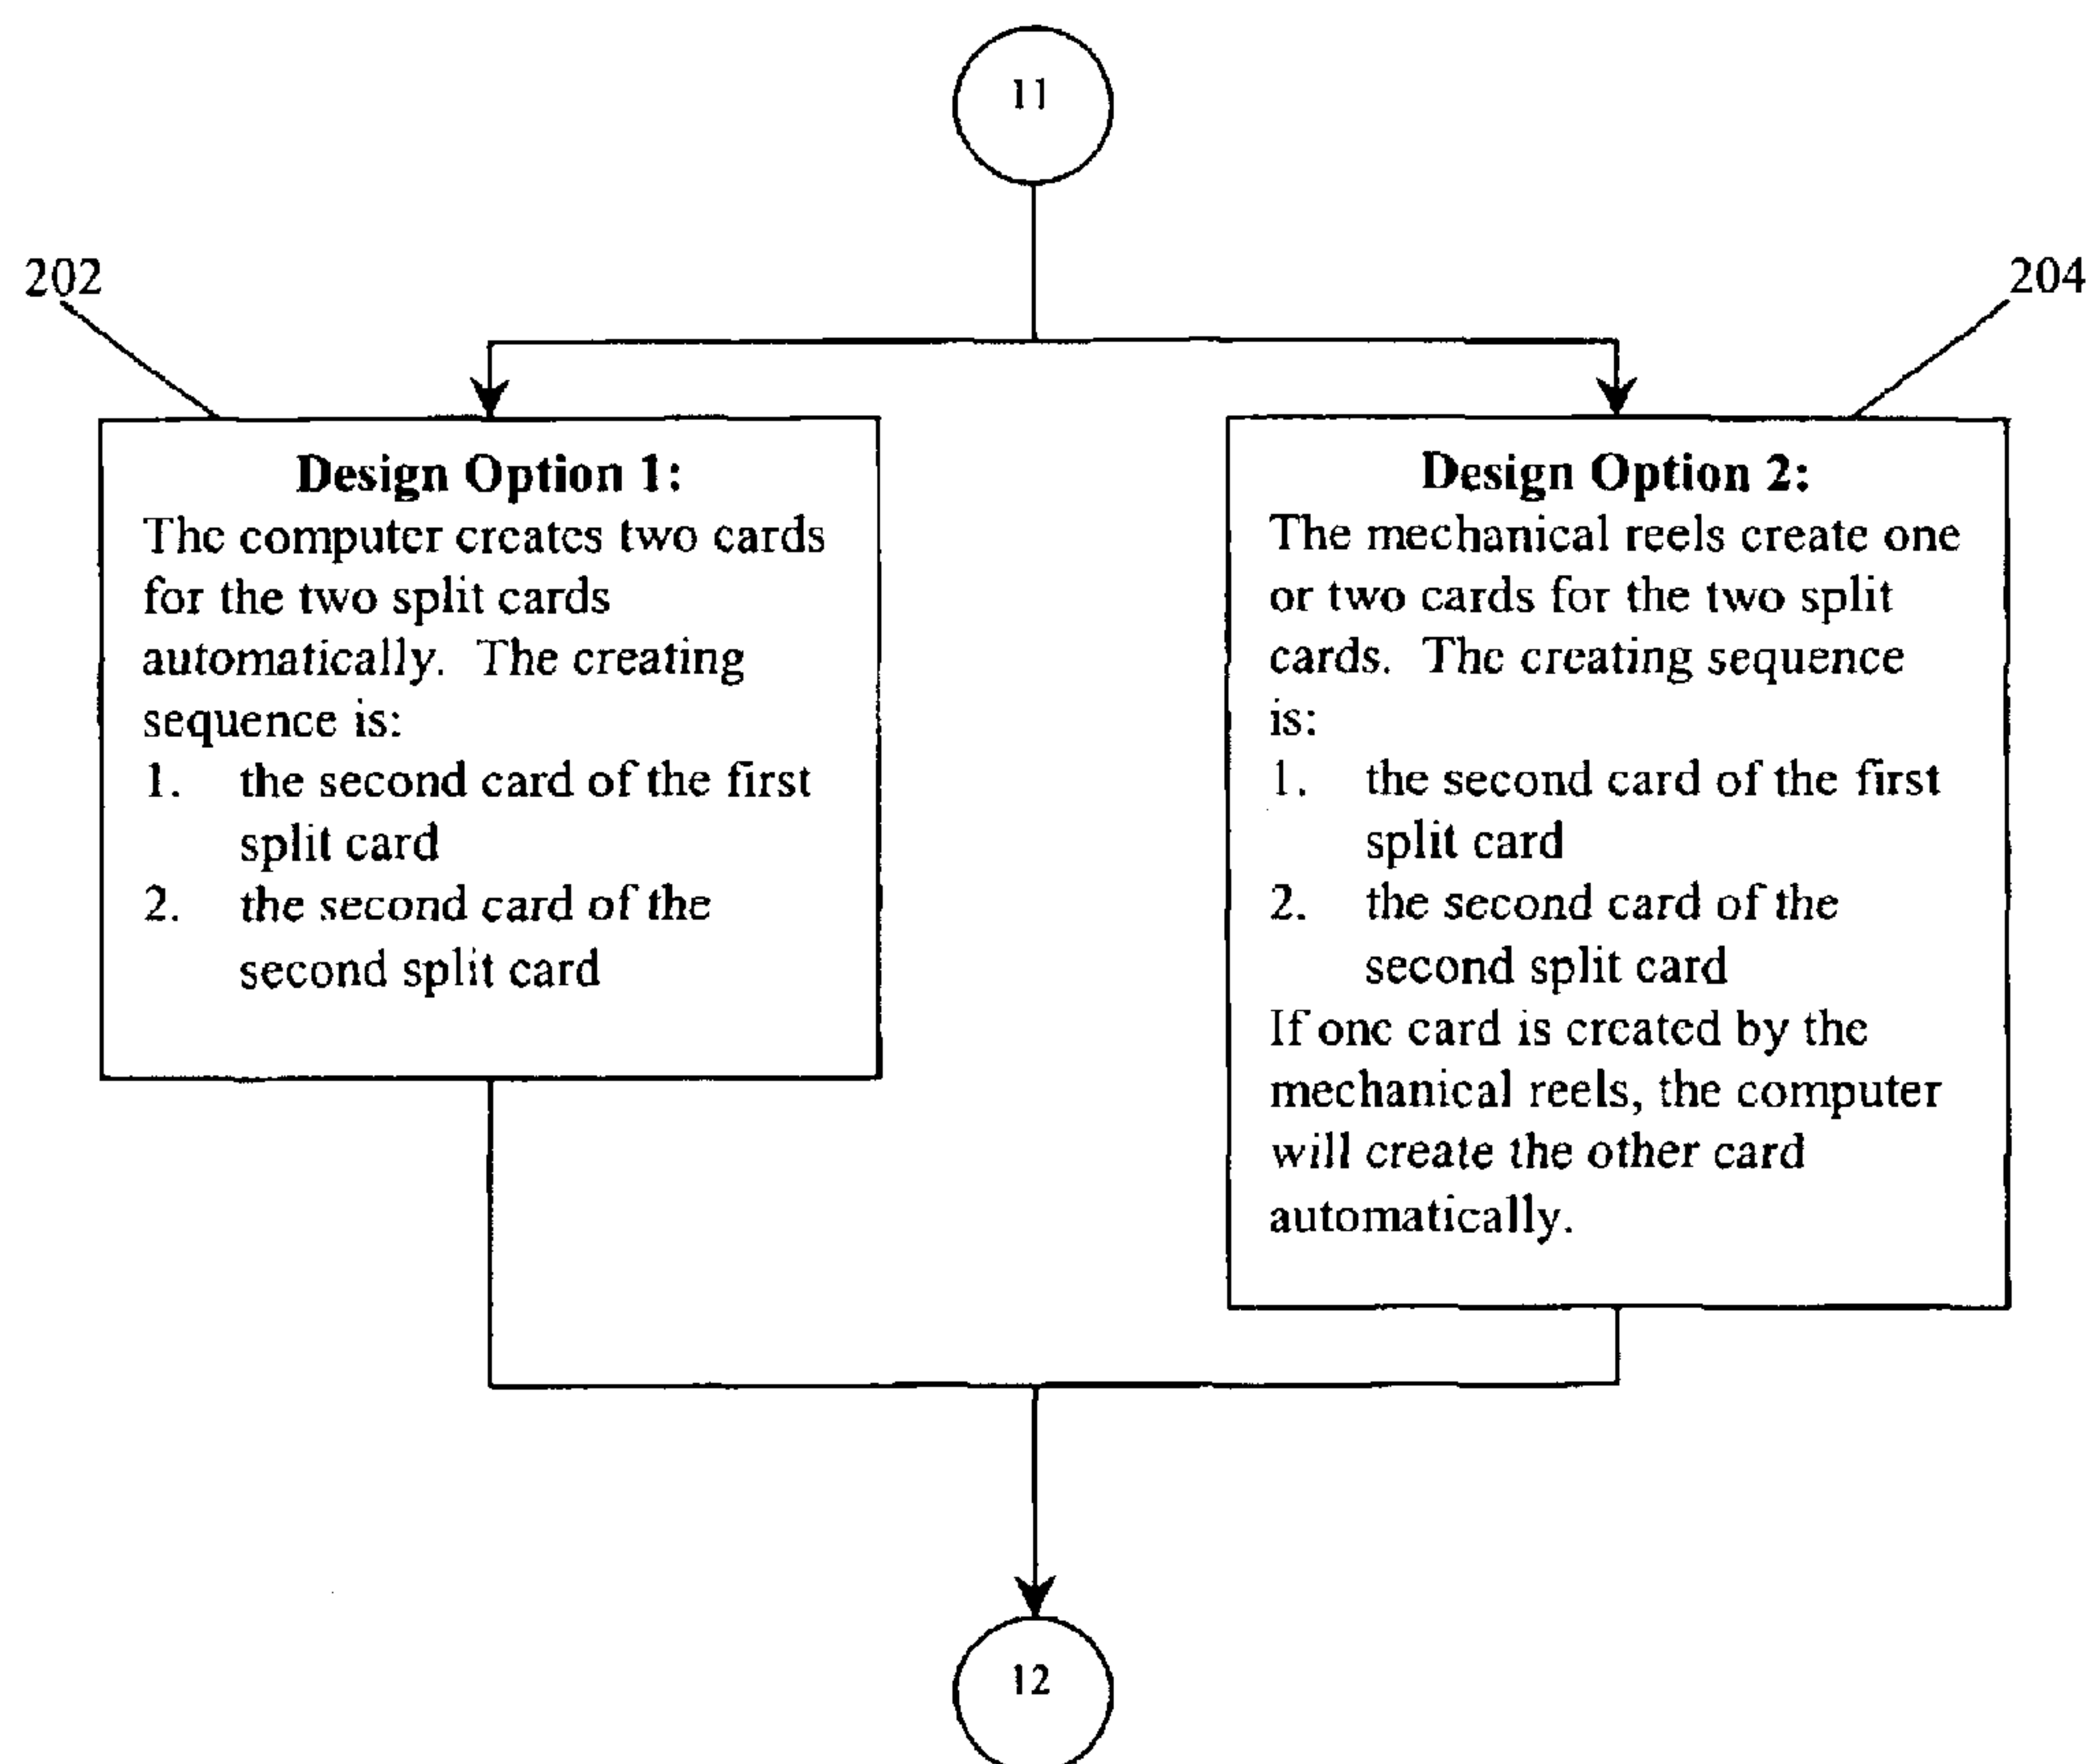 11
202
204
Design Option 1:
The computer creates two cards
for the two split cards
automatically.  The creating
sequence is:
1. the second card of the first
split card
2. the second card of the
second split card
Design Option 2:
The mechanical reels create one
or two cards for the two split
cards.  The creating sequence
is:
1. the second card of the first
split card
2. the second card of the
second split card
If one card is created by the
mechanical reels, the computer
will create the other card
automatically.
12